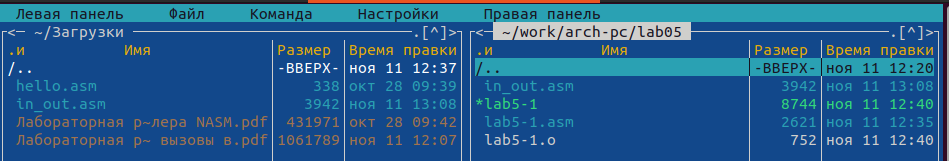 Левая панель Файл Команда Настройки Правая панель
<─ ~/Загрузки ─.[^]> <─ ~/work/arch-pc/lab05 ─.[^]>
.и Имя Размер Время правки .и Имя Размер Время правки
/.. -ВВЕРХ- ноя 11 12:37 /.. -ВВЕРХ- ноя 11 12:20
hello.asm 338 окт 28 09:39 in_out.asm 3942 ноя 11 13:08
in_out.asm 3942 ноя 11 13:08 *lab5-1 8744 ноя 11 12:40
Лабораторная р~лера NASM.pdf 431971 окт 28 09:42 lab5-1.asm 2621 ноя 11 12:35
Лабораторная р~ вызовы в.pdf 1061789 ноя 11 12:07 lab5-1.o 752 ноя 11 12:40